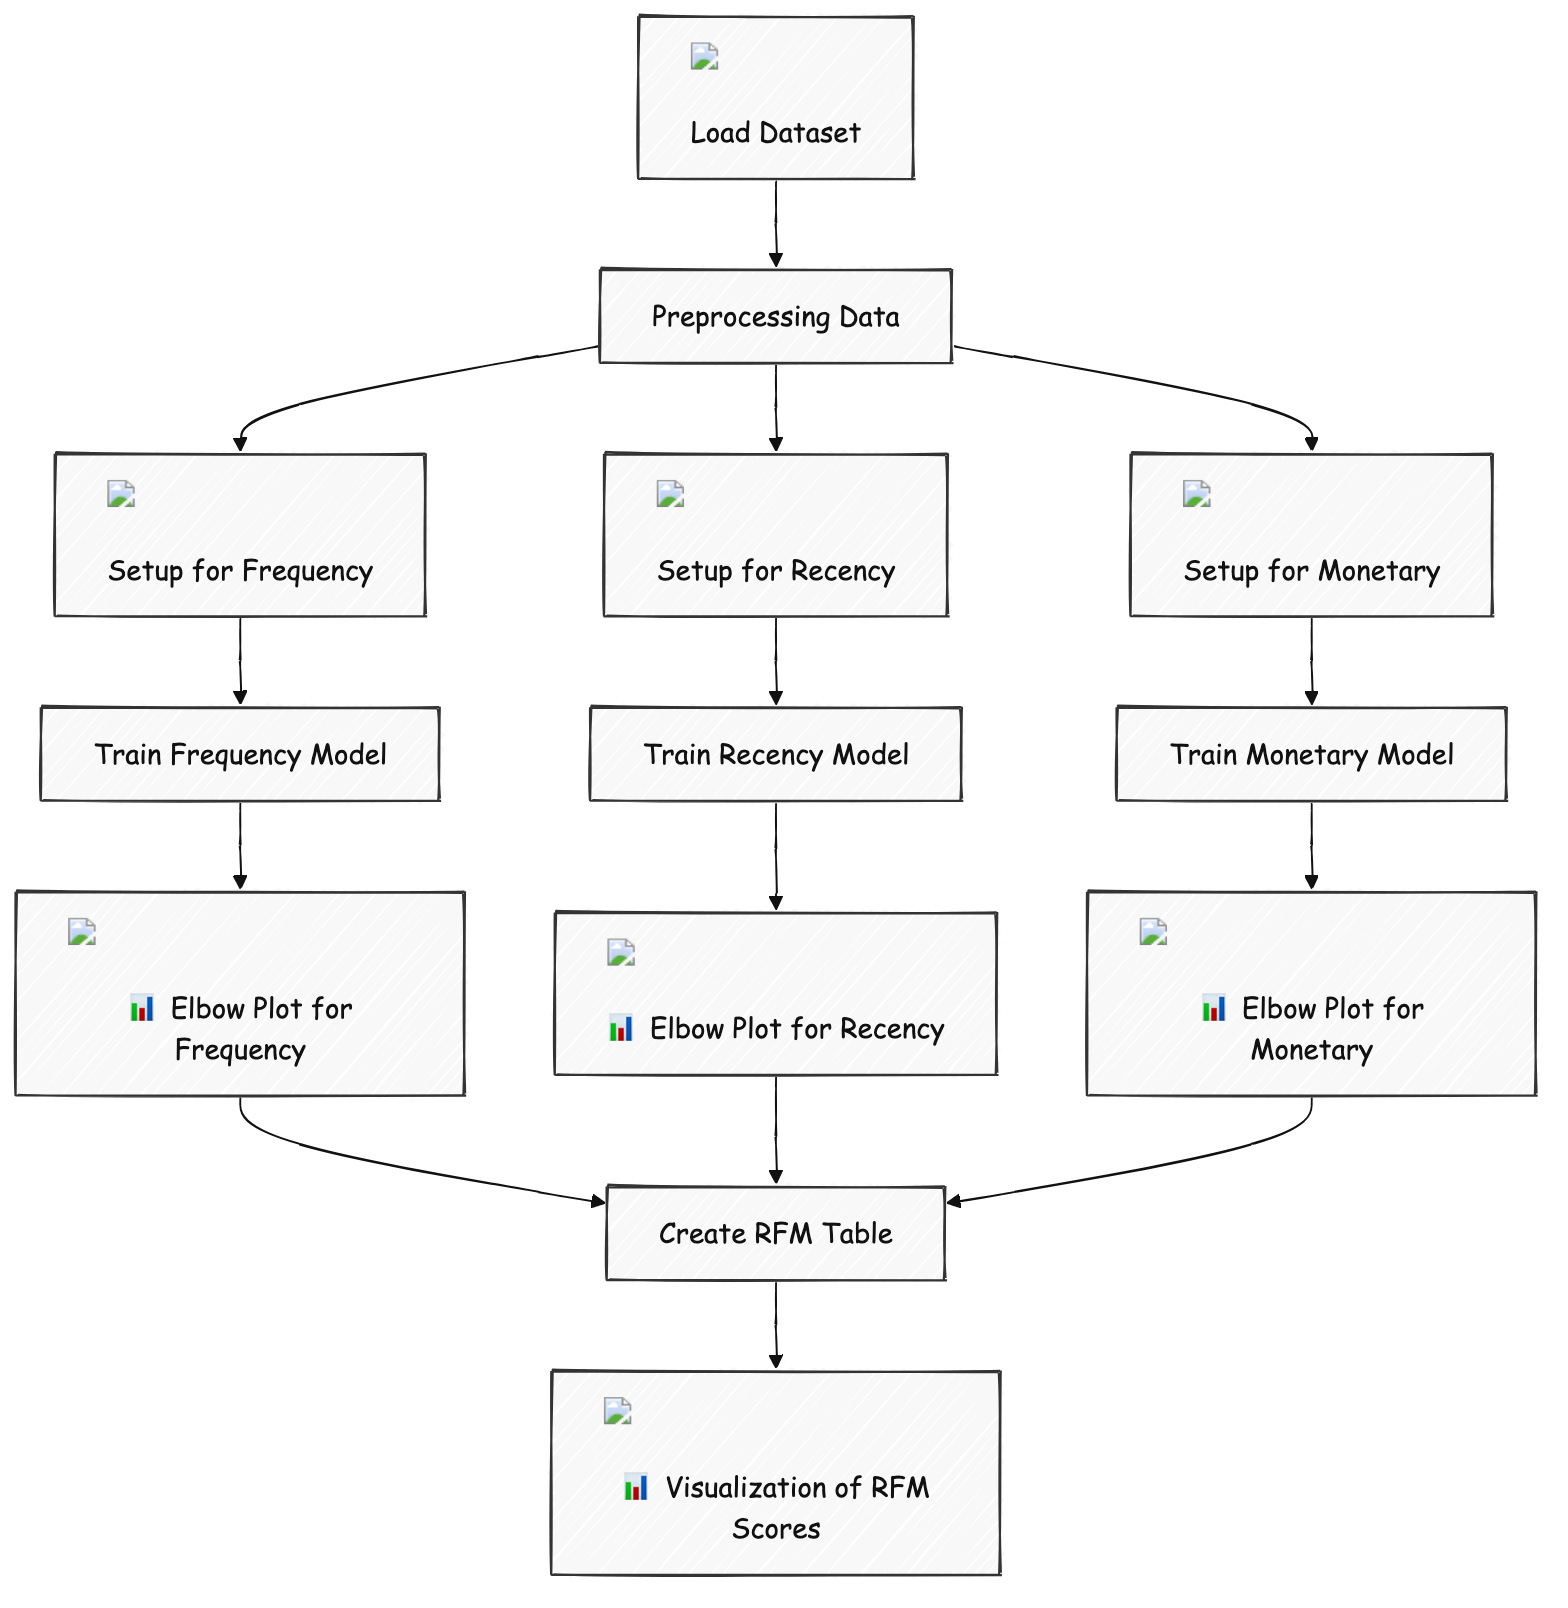 Load Dataset
Preprocessing Data
Setup for Frequency
Setup for Recency
Setup for Monetary
Train Frequency Model
Train Recency Model
Train Monetary Model
📊 Elbow Plot for
Frequency
📊 Elbow Plot for Recency
📊 Elbow Plot for
Monetary
Create RFM Table
📊 Visualization of RFM
Scores